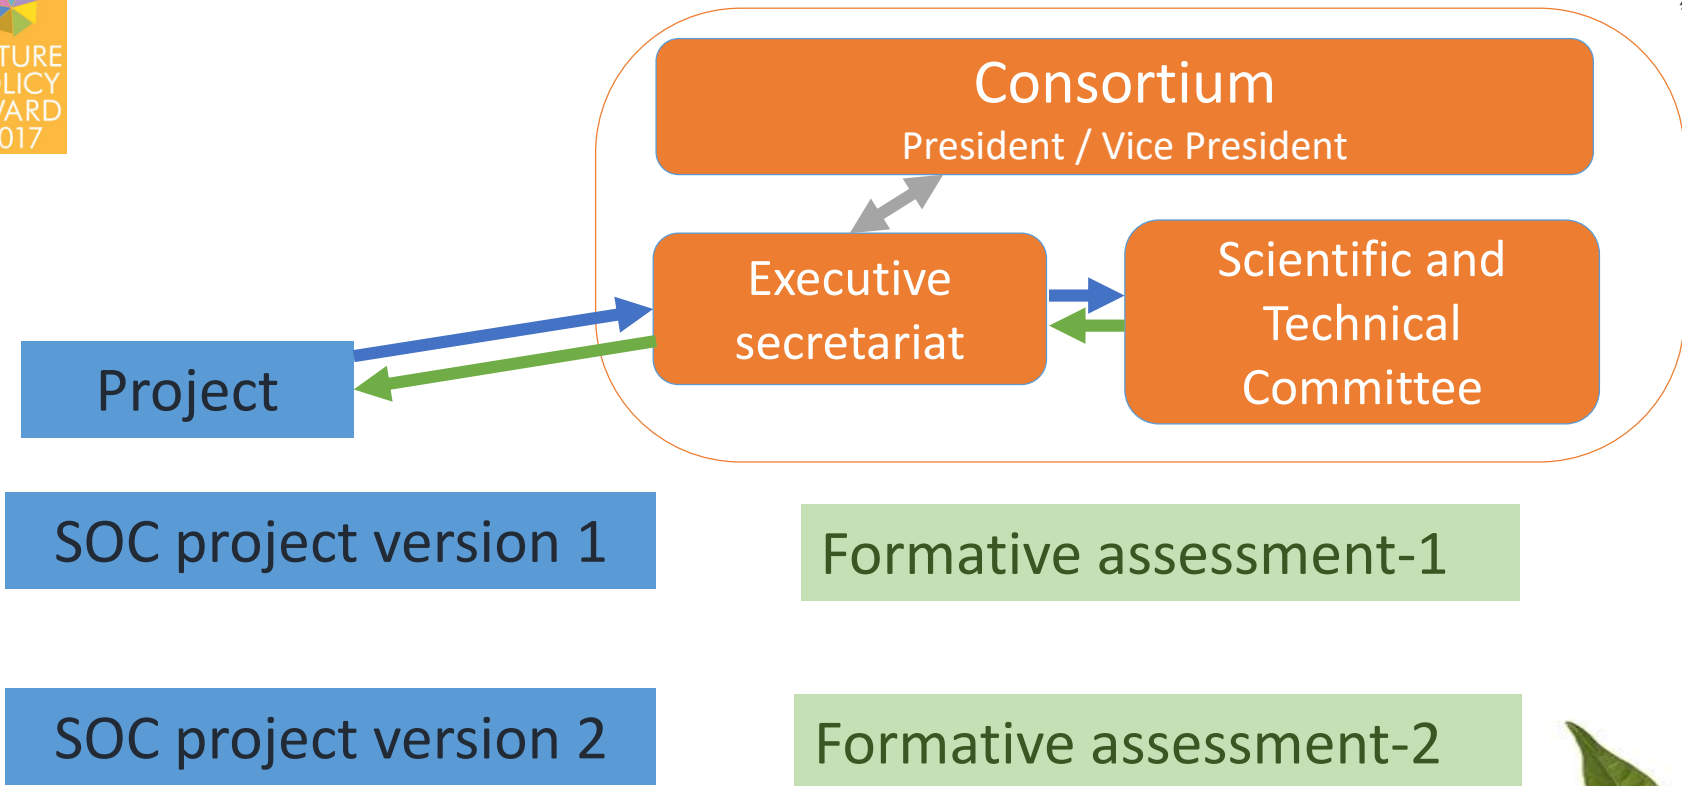 2017
Consortium
President / Vice President
Executive
secretariat
Scientific and
Technical
Committee
Project
SOC project version 1
Formative assessment-1
SOC project version 2
Formative assessment-2